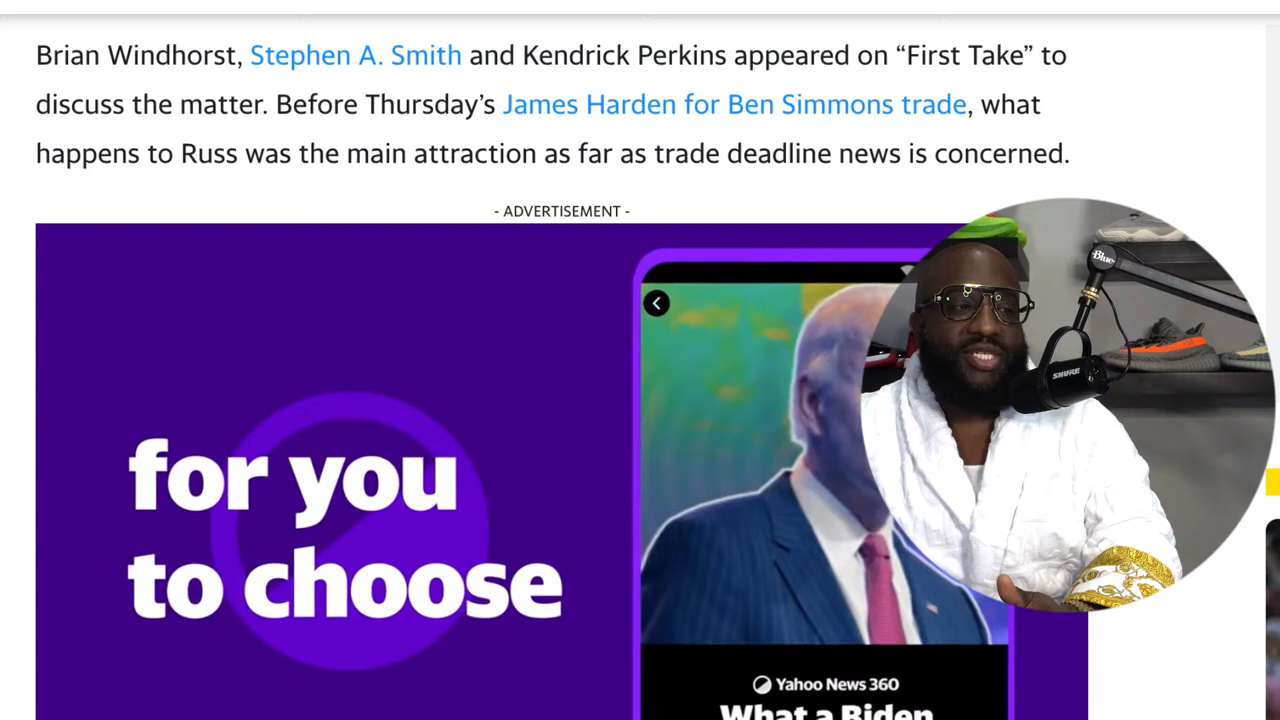 Brian Windhorst, Stephen A. Smith and Kendrick Perkins appeared on “First Take” to
discuss the matter. Before Thursday’s James Harden for Ben Simmons trade, what
happens to Russ was the main attraction as far as trade deadline news is concerned.
- ADVERTISEMENT -
for you
to choose
Blue
SHURE
Yahoo News 360
What a Biden